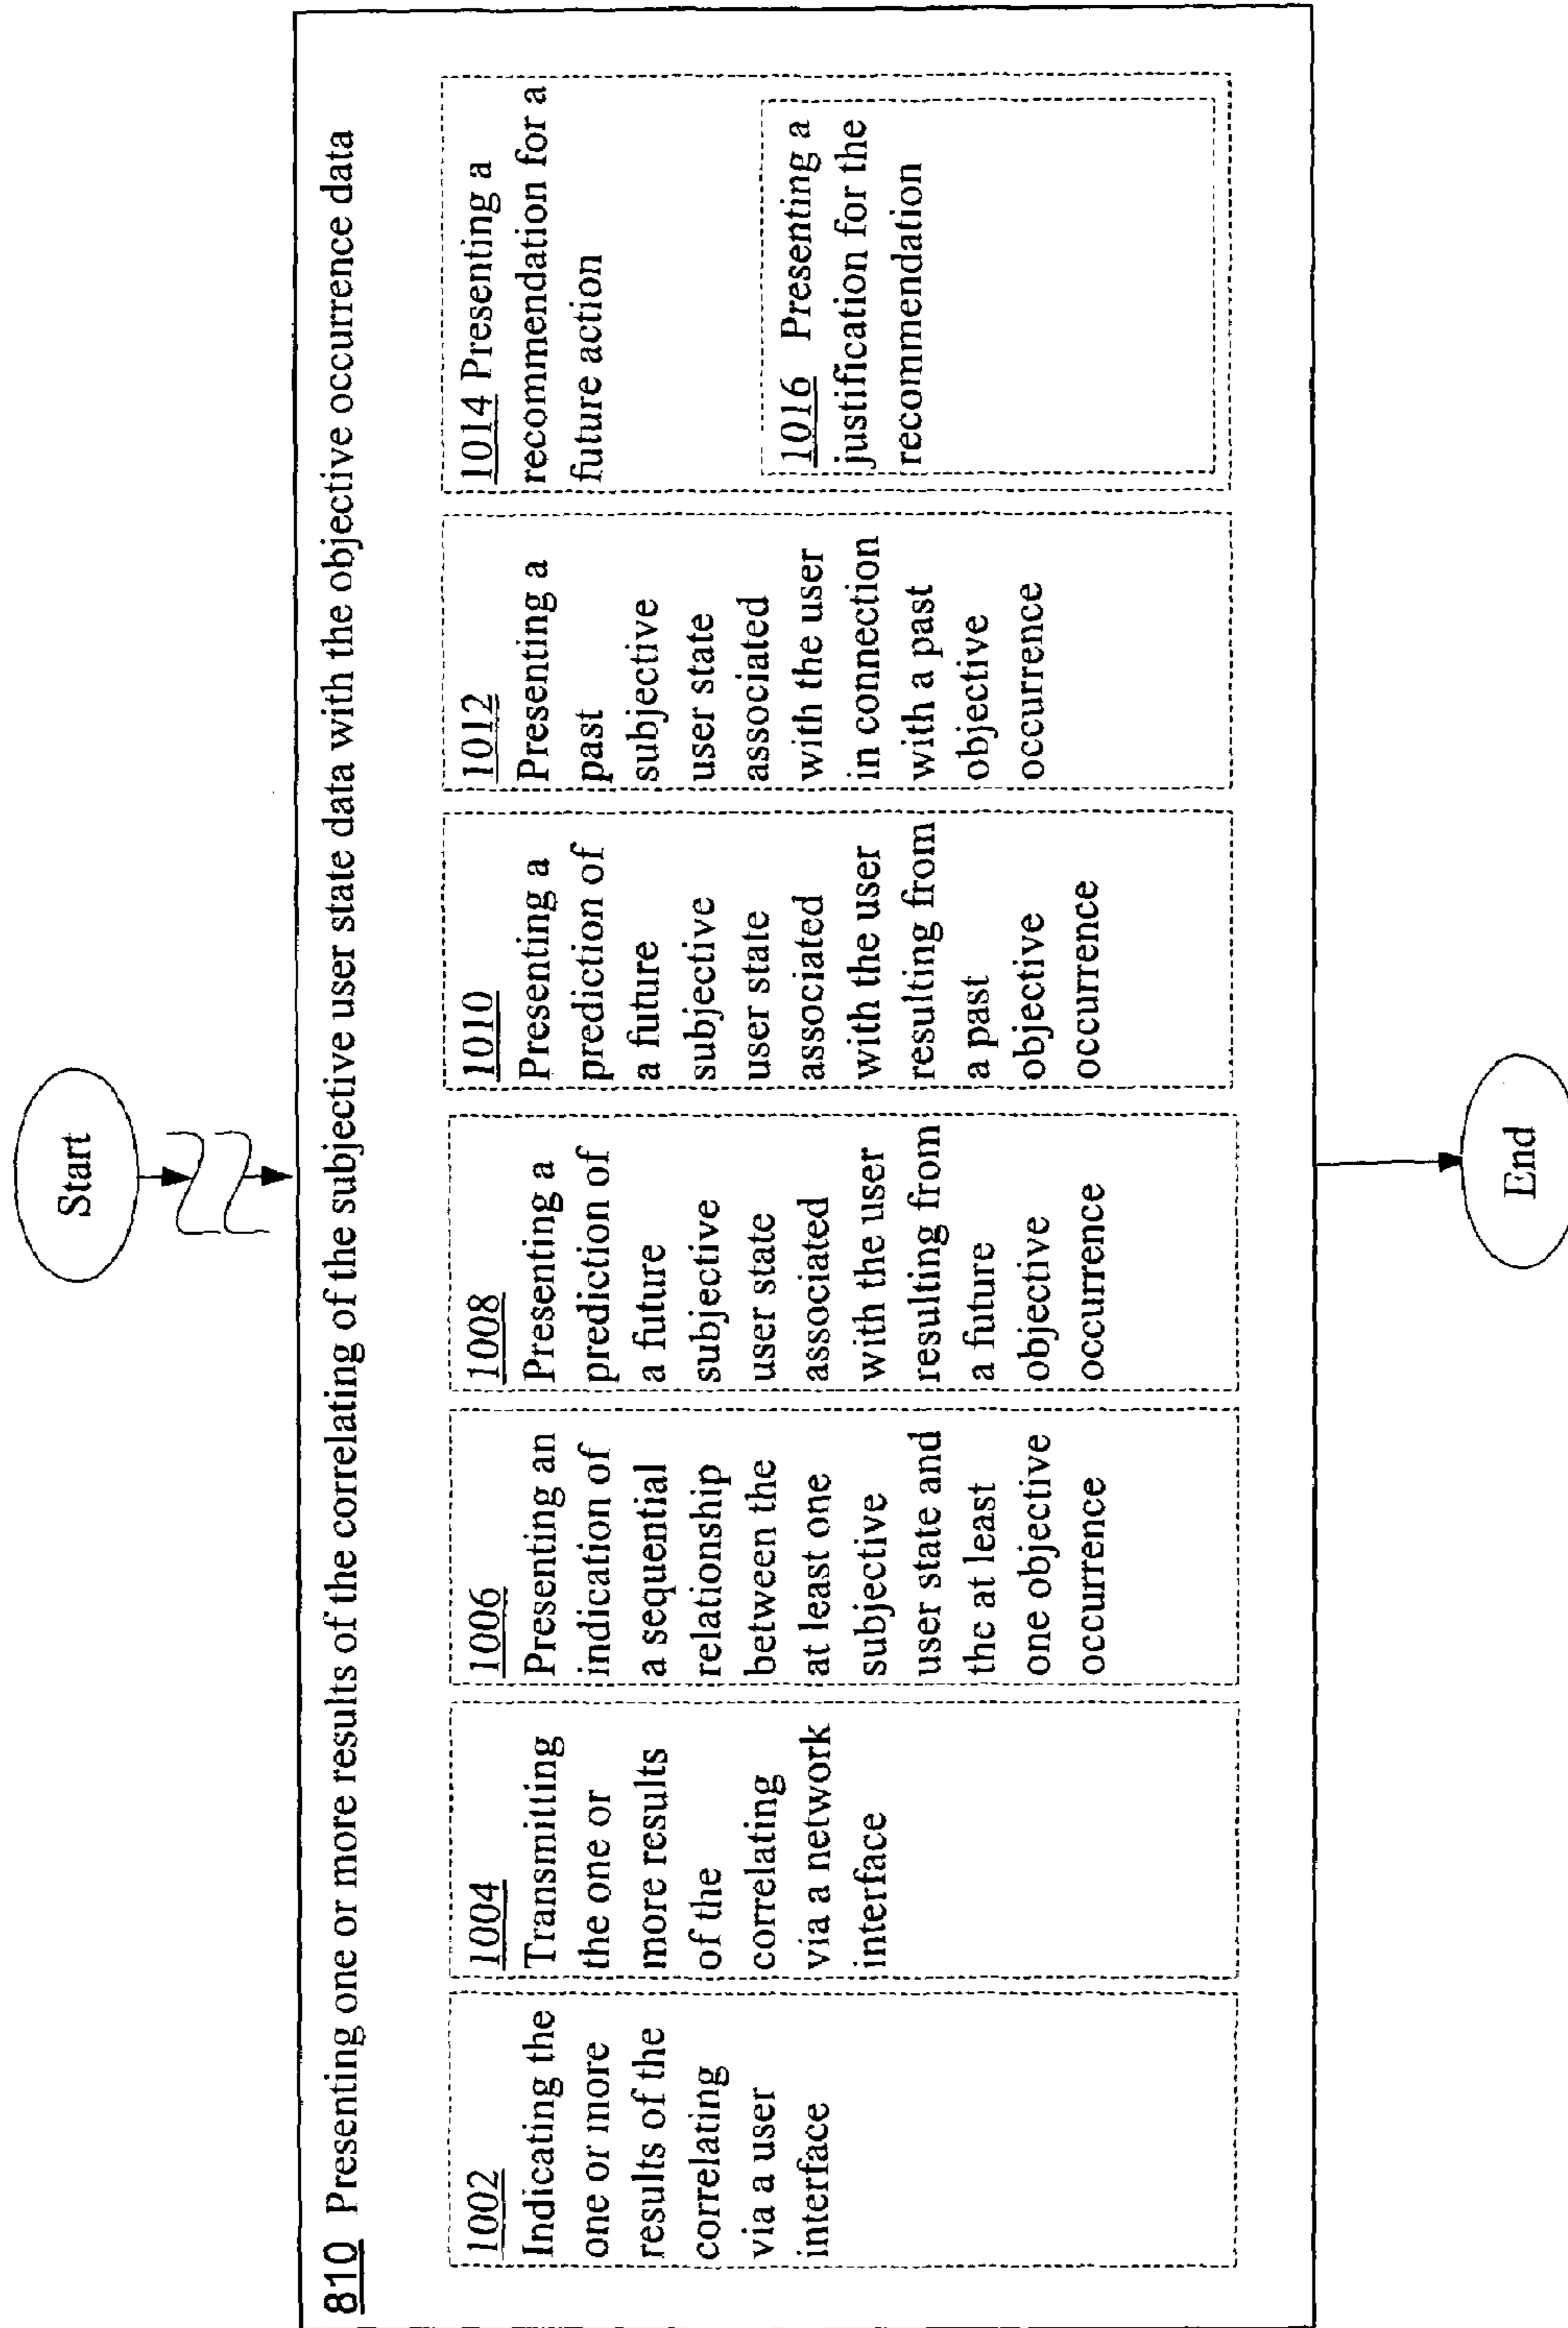 Start
810 Presenting one or more results of the correlating of the subjective user state data with the objective occurrence data
1002
Indicating the
one or more
results of the
correlating
via a user
interface
1004
Transmitting
the one or
more results
of the
correlating
via a network
interface
1006
Presenting an
indication of
a sequential
relationship
between the
at least one
subjective
user state and
the at least
one objective
occurrence
1008
Presenting a
prediction of
a future
subjective
user state
associated
with the user
resulting from
a future
objective
occurrence
1010
Presenting a
prediction of
a future
subjective
user state
associated
with the user
resulting from
a past
objective
occurrence
1012
Presenting a
past
subjective
user state
associated
with the user
in connection
with a past
objective
occurrence
1014 Presenting a
recommendation for a
future action
1016 Presenting a
justification for the
recommendation
End